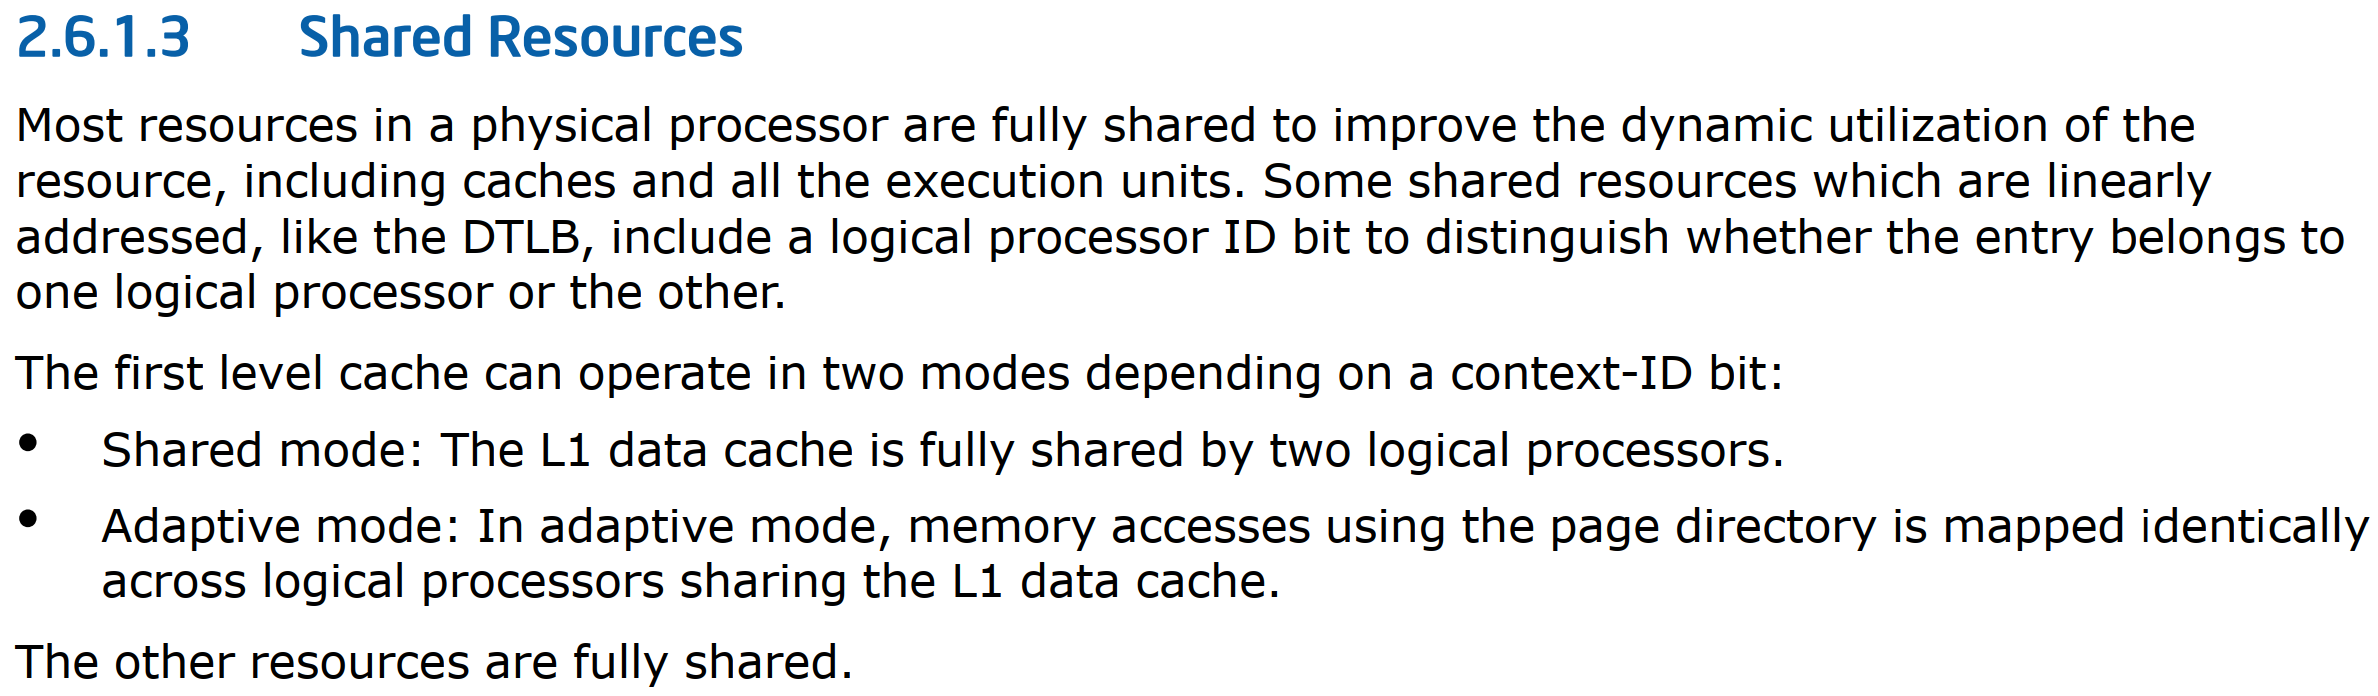 2.6.1.3 Shared Resources
Most resources in a physical processor are fully shared to improve the dynamic utilization of the
resource, including caches and all the execution units. Some shared resources which are linearly
addressed, like the DTLB, include a logical processor ID bit to distinguish whether the entry belongs to
one logical processor or the other.
The first level cache can operate in two modes depending on a context-ID bit:
• Shared mode: The L1 data cache is fully shared by two logical processors.
• Adaptive mode: In adaptive mode, memory accesses using the page directory is mapped identically
across logical processors sharing the L1 data cache.
The other resources are fully shared.